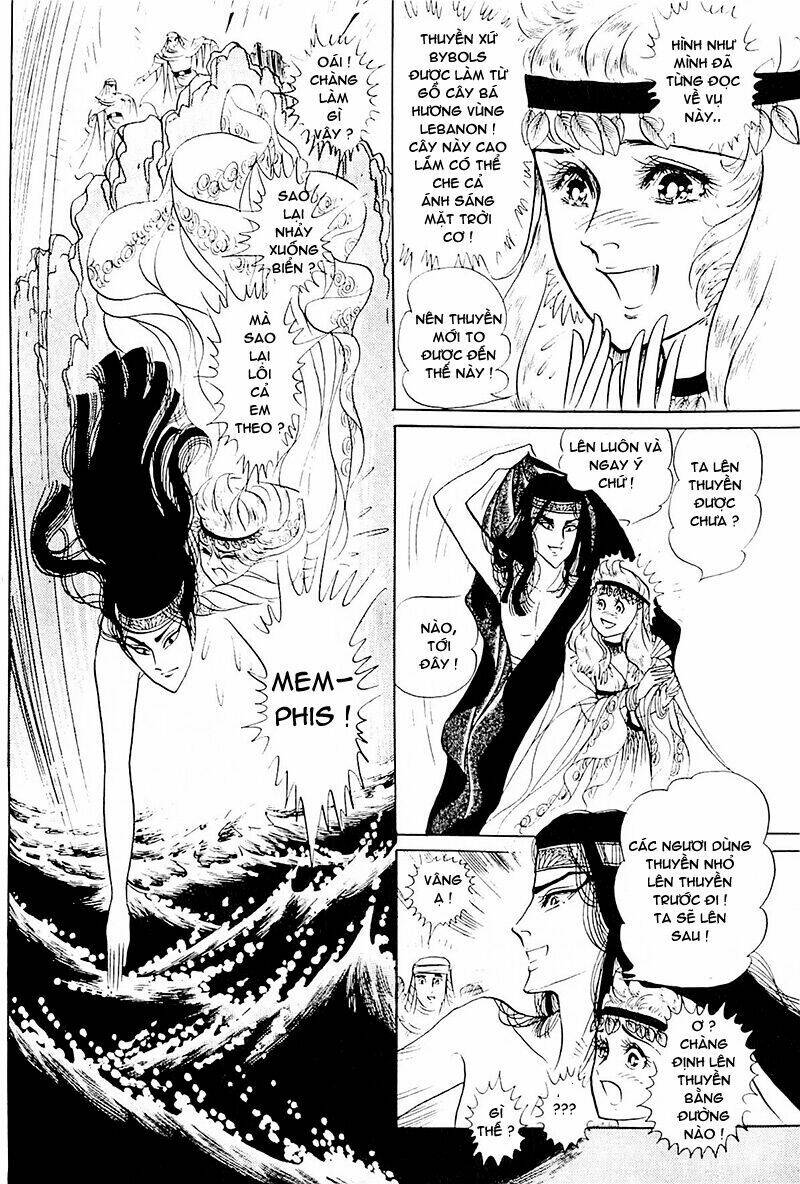 HÌNH NHƯ
MÌNH ĐÃ
TỪNG ĐỌC
VỀ VỤ
NÀY..
THUYỀN XỨ
BYBOLS
ĐƯỢC LÀM TỪ
GỖ CÂY BÁ
HƯƠNG VÙNG
LEBANON !
CÂY NÀY CAO
LẮM CÓ THỂ
CHE CẢ
ÁNH SÁNG
MẶT TRỜI
CƠ !
NÊN THUYỀN
MỚI TO
ĐƯỢC ĐẾN
THẾ NÀY !
TA LÊN
THUYỀN
ĐƯỢC
CHƯA ?
LÊN LUÔN VÀ
NGAY Ý
CHỨ !
NÀO,
TỚI
ĐÂY !
CÁC NGƯƠI DÙNG
THUYỀN NHỎ
LÊN THUYỀN
TRƯỚC ĐI !
TA SẼ LÊN
SAU !
VÂNG
Ạ !
Ơ ?
CHÀNG
ĐỊNH LÊN
THUYỀN
BẰNG
ĐƯỜNG
NÀO !
???
GÌ
THẾ ?
OÁI !
CHÀNG
LÀM
GÌ
VẬY ?
SAO
LẠI
NHẢY
XUỐNG
BIỂN ?
MÀ
SAO
LẠI
LÔI
CẢ
EM
THEO ?
MEM-
PHIS !